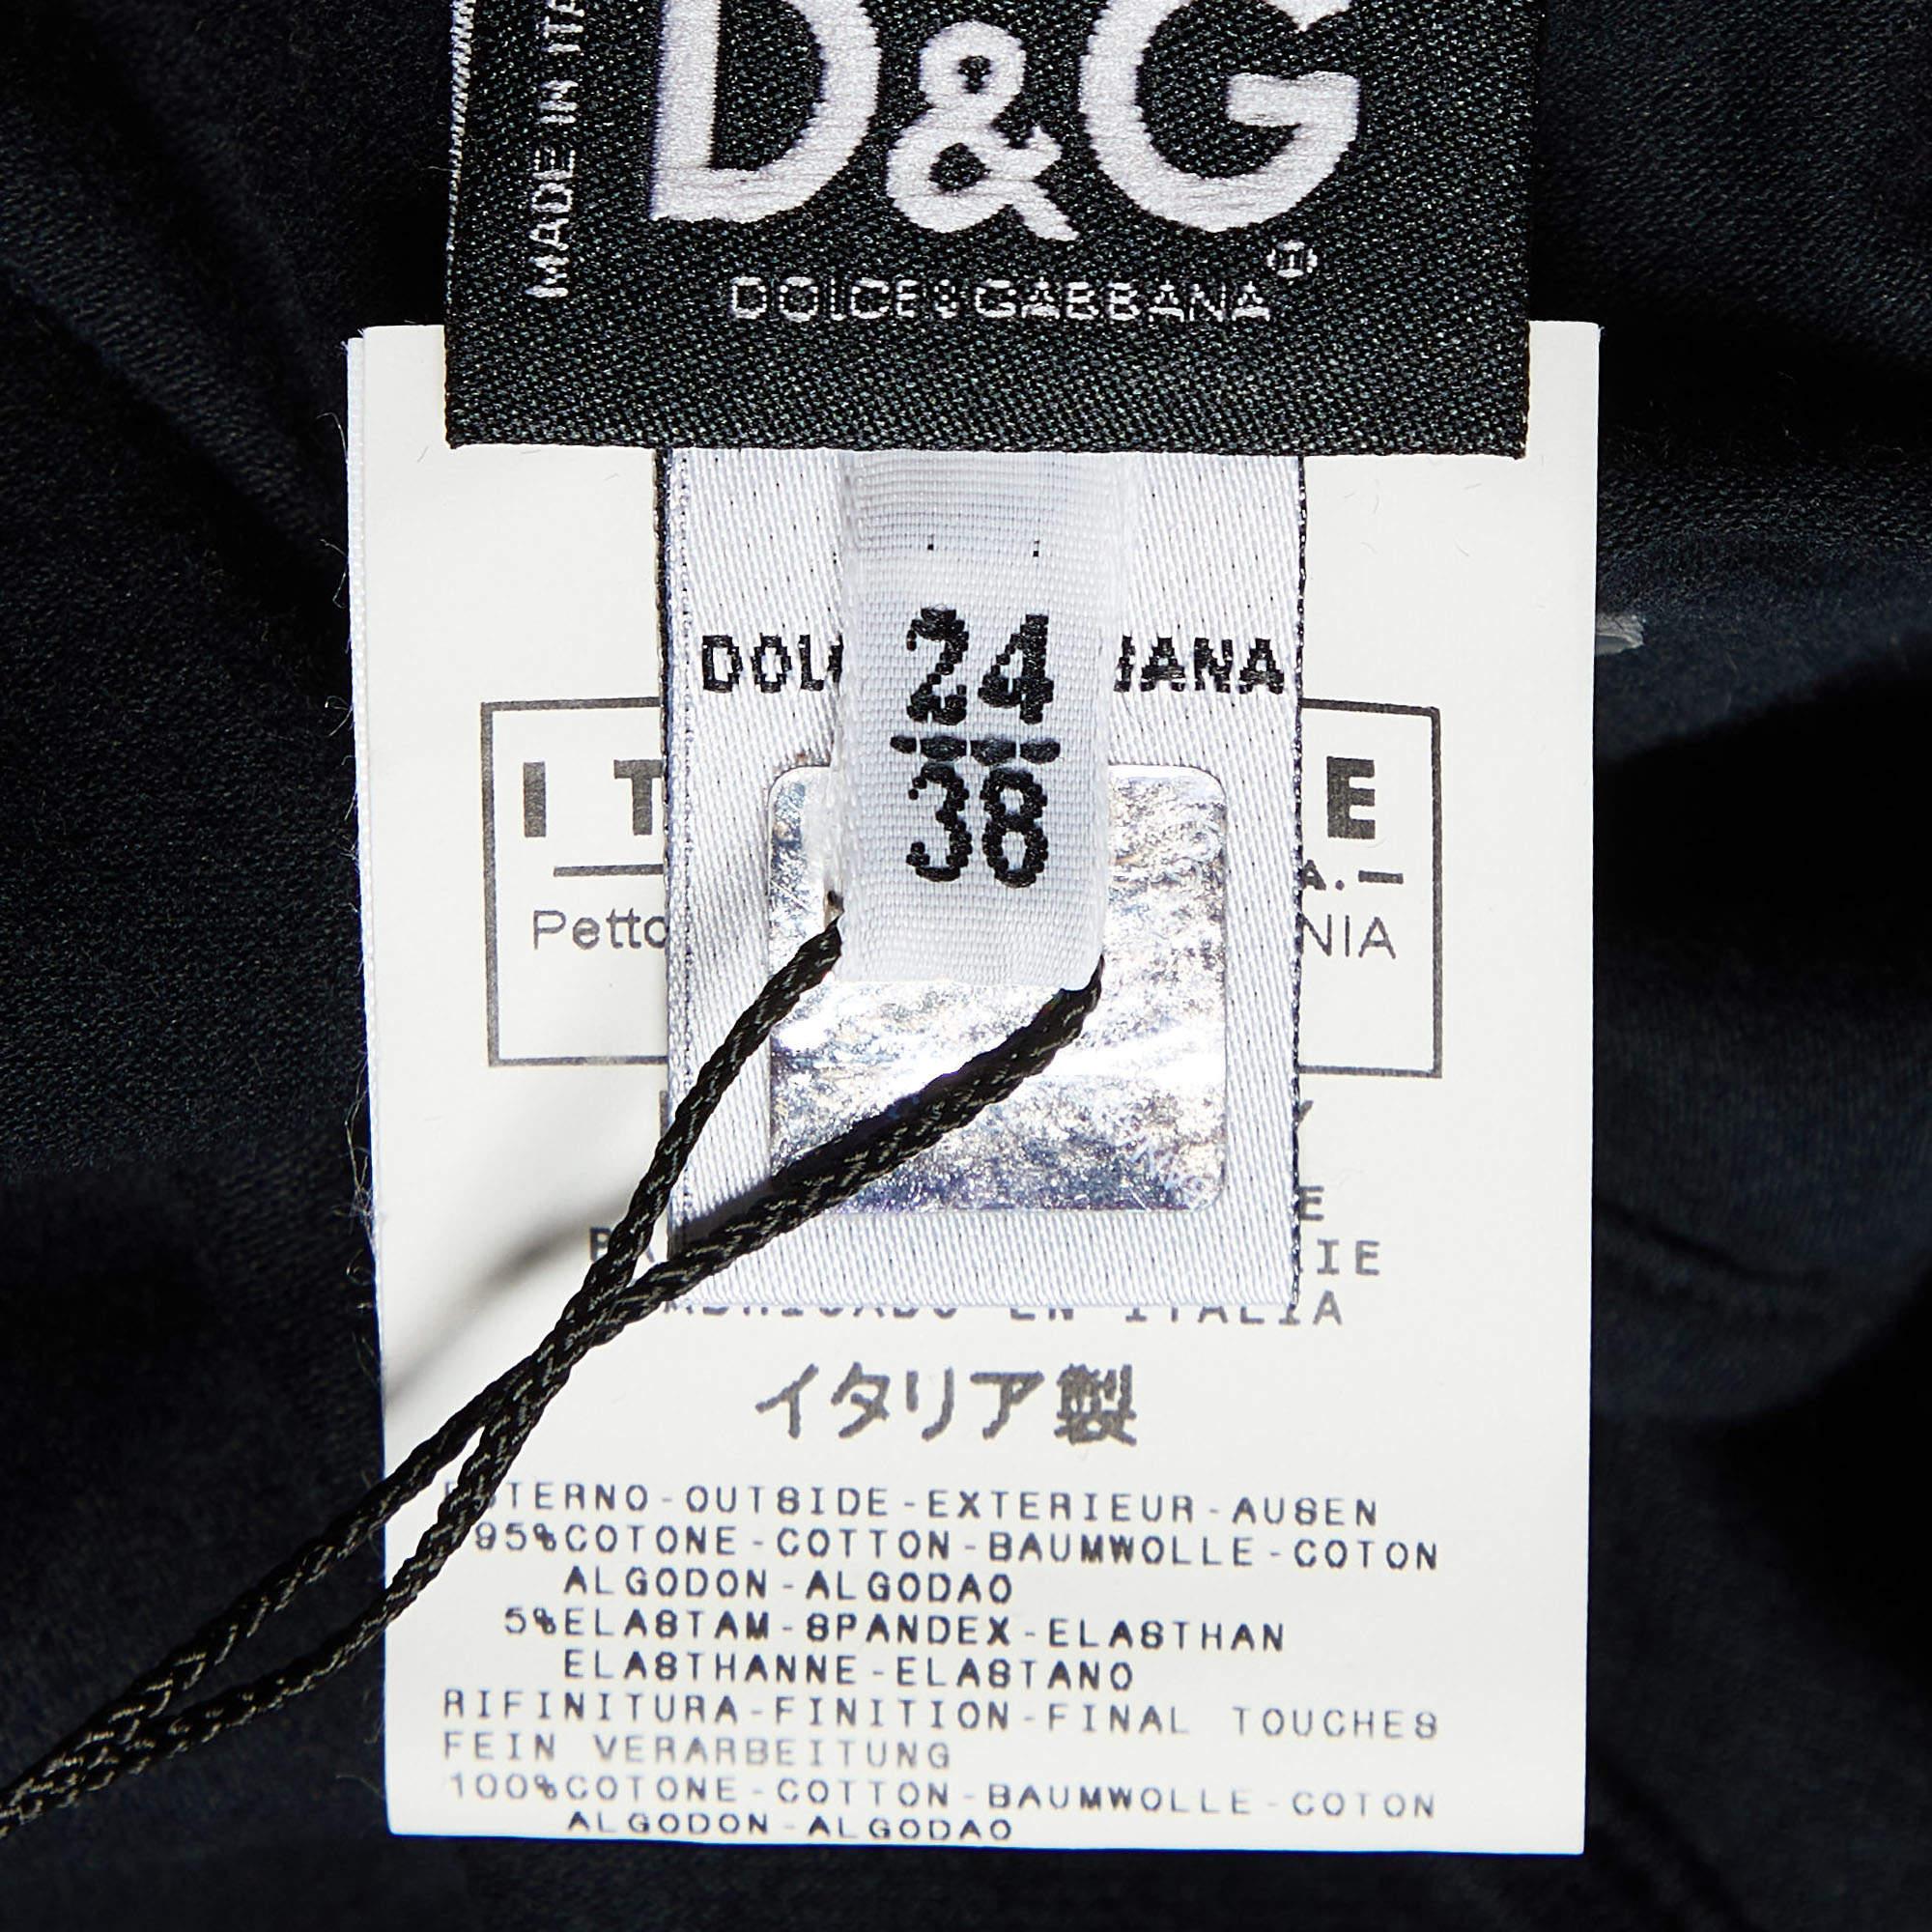 MADE IN ITA
D&G
DOLCE&GABBANA
24
38
IANA
I T
E
A.
Petto
NIA
Y
E
IE
EN ITALIA
イタリア製
-OUTSIDE-EXTERIEUR-AUSEN
95%COTONE-COTTON-BAUMWOLLE-COTON
ALGODON-ALGODAO
5%ELASTAM-SPANDEX-ELASTHAN
ELASTHANNE-ELASTANO
RIFINITURA-FINITION-FINAL TOUCHES
FEIN VERARBEITUNG
100%COTONE-COTTON-BAUMWOLLE-COTON
ALGODON-ALGODAO